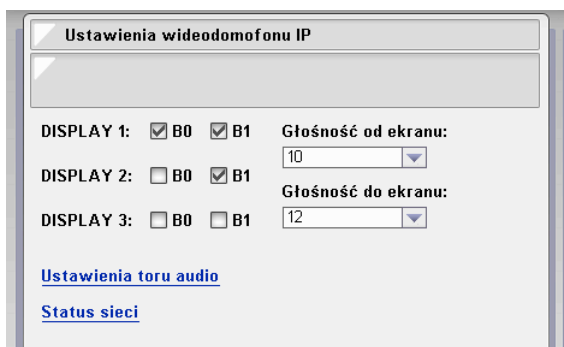 Ustawienia wideodomofonu IP
DISPLAY 1: B0 B1
Głośność od ekranu:
10
DISPLAY 2: B0 B1
Głośność do ekranu:
12
DISPLAY 3: B0 B1
Ustawienia toru audio
Status sieci